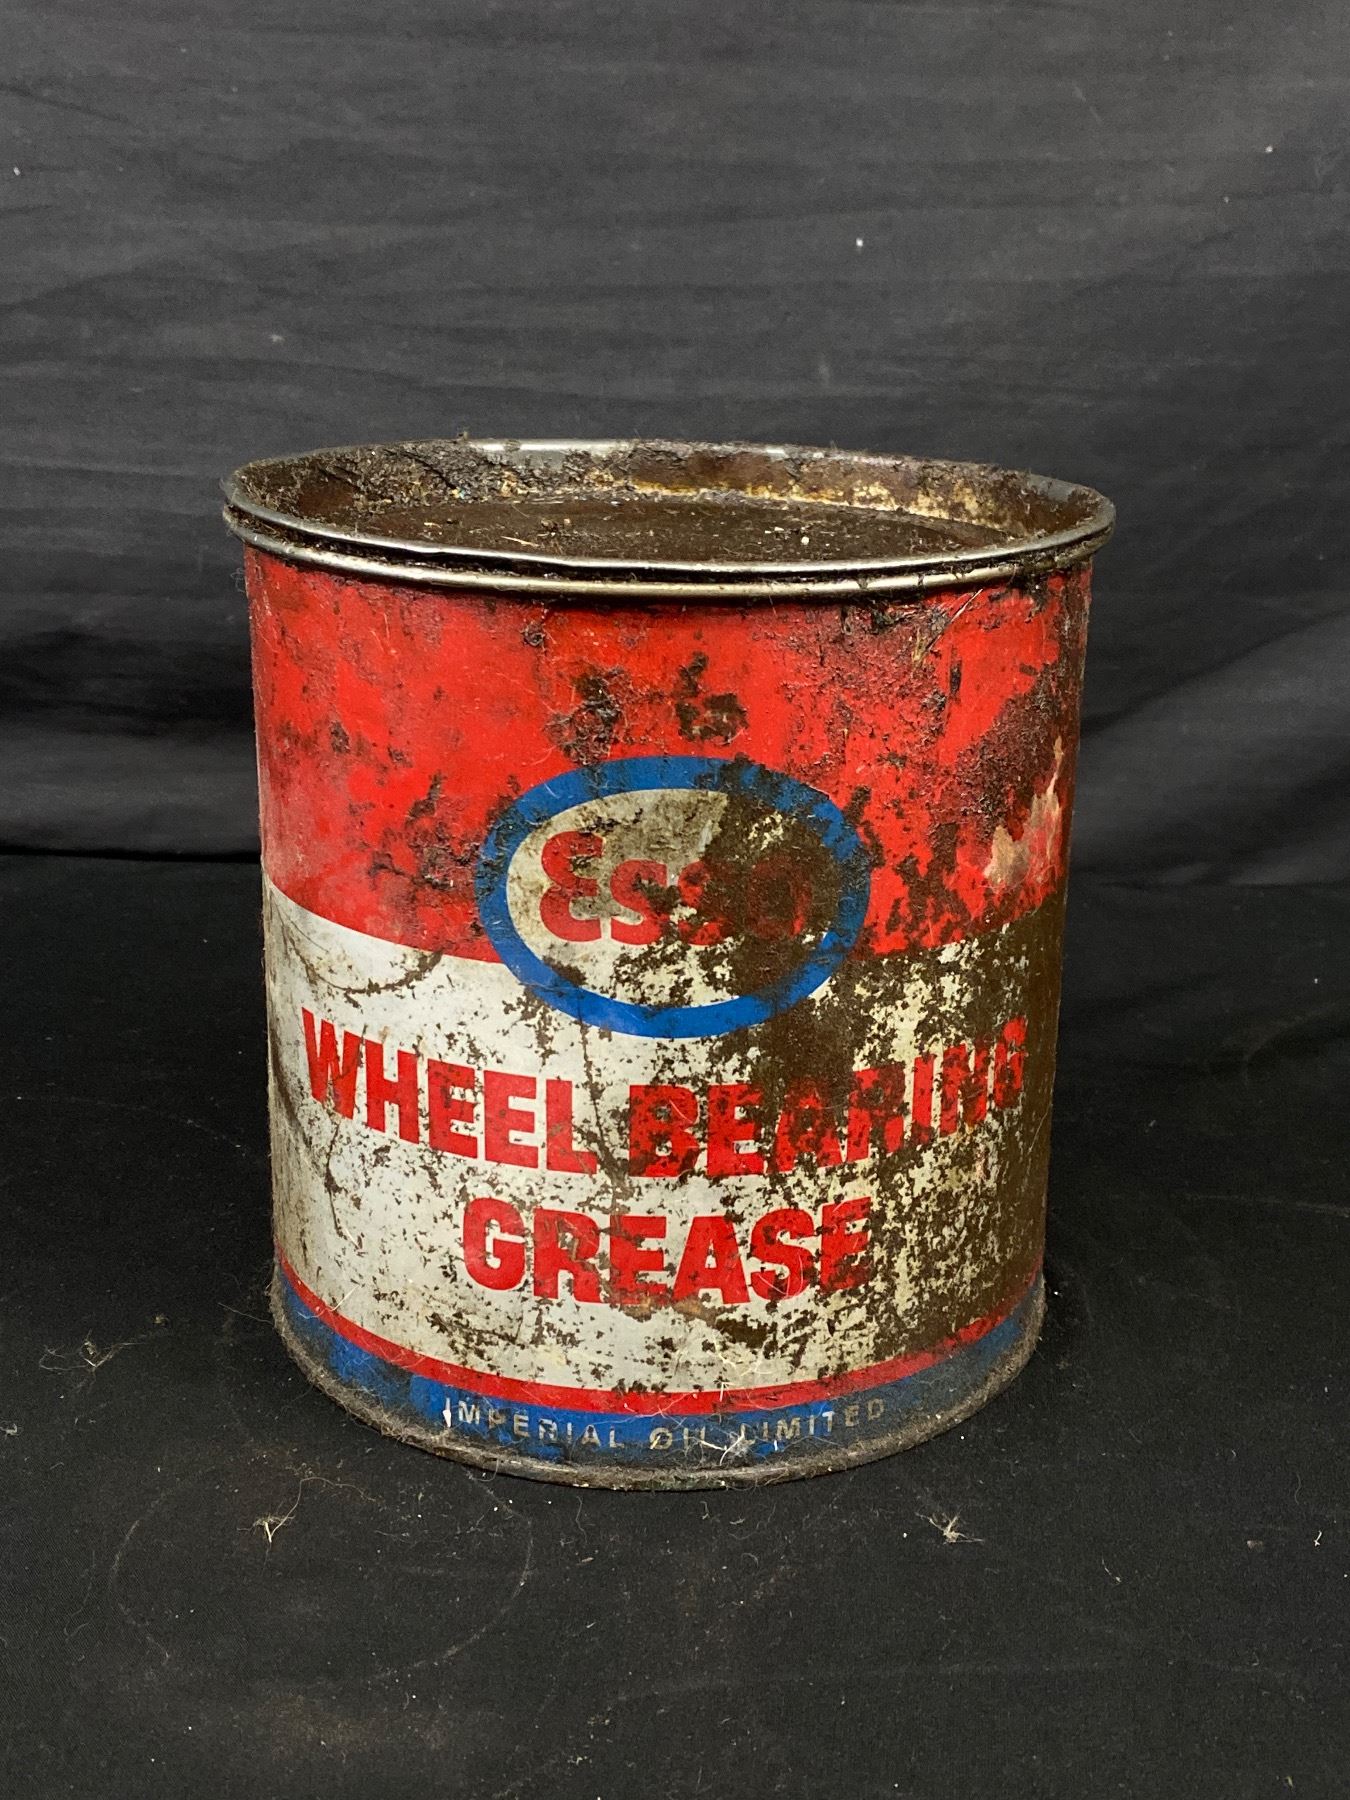 Esso
WHEEL BEARING
GREASE
IMPERIAL OIL LIMITED